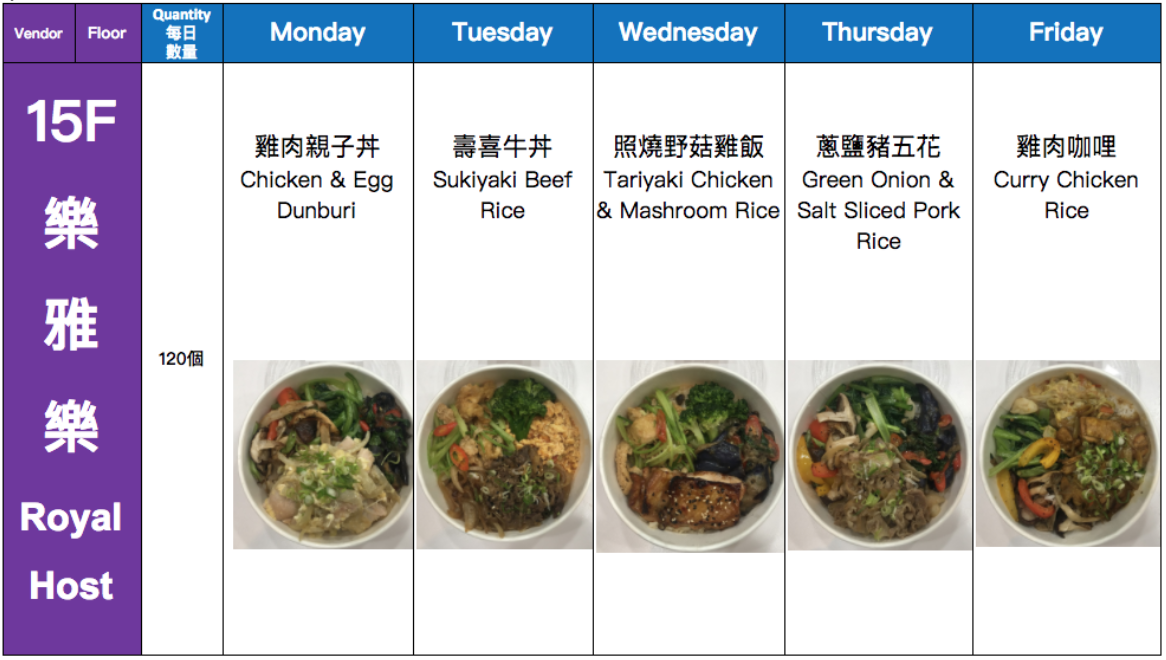 Vendor
Floor
Quantity
每日
數量
Monday
Tuesday
Wednesday
Thursday
Friday
15F
樂
雅
樂
Royal
Host
120個
雞肉親子丼
Chicken & Egg
Dunburi
壽喜牛丼
Sukiyaki Beef
Rice
照燒野菇雞飯
Tariyaki Chicken
& Mashroom Rice
蔥鹽豬五花
Green Onion &
Salt Sliced Pork
Rice
雞肉咖哩
Curry Chicken
Rice